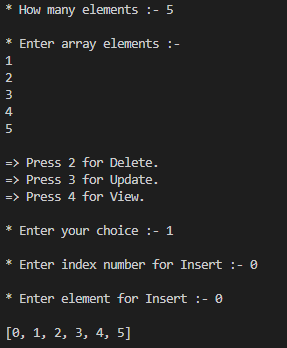 * How many elements :- 5
* Enter array elements :-
1
2
3
4
5
=> Press 2 for Delete.
=> Press 3 for Update.
=> Press 4 for View.
* Enter your choice :- 1
* Enter index number for Insert :- 0
* Enter element for Insert :- 0
[0, 1, 2, 3, 4, 5]